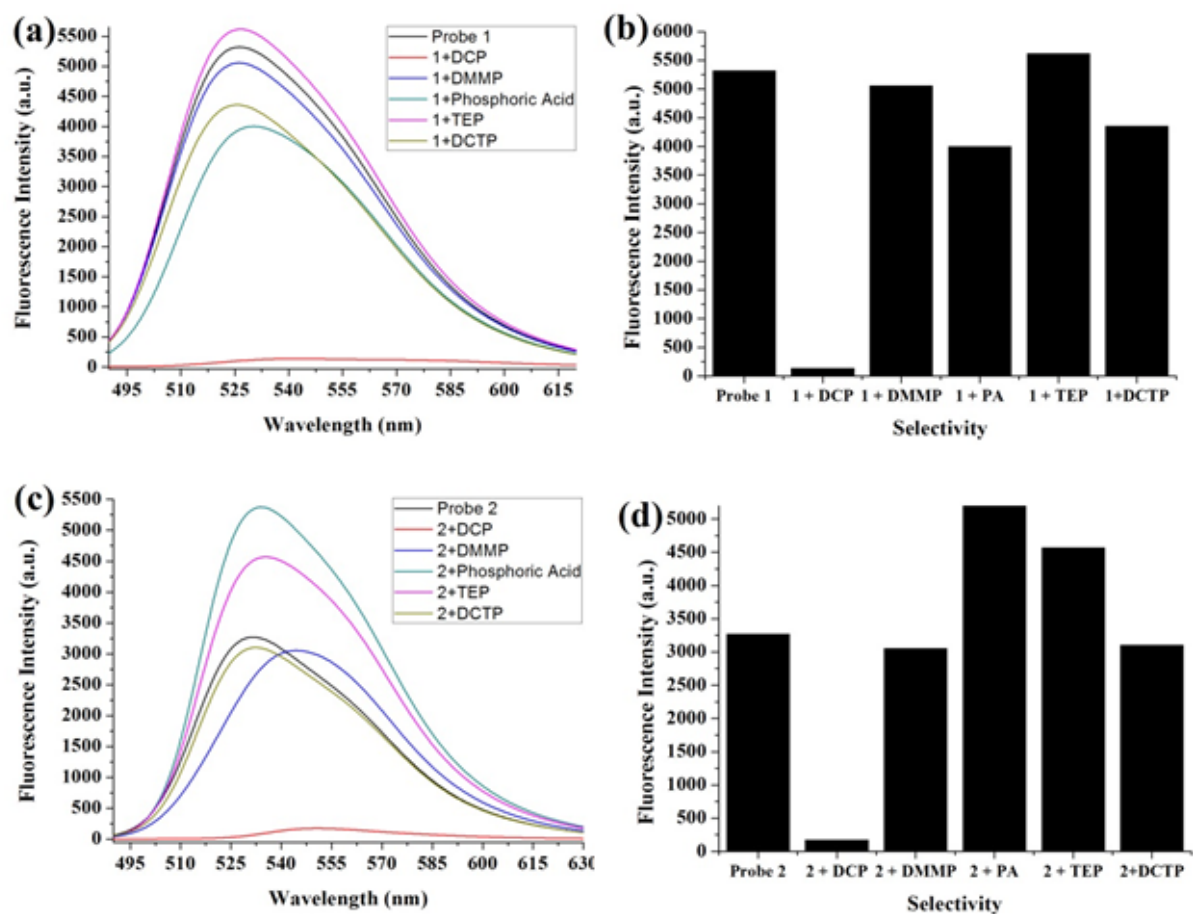 (a)
Fluorescence Intensity (a.u.)
5500
5000
4500
4000
3500
3000
2500
2000
1500
1000
500
0
495 510 525 540 555 570 585 600 615
Wavelength (nm)
Probe 1
1+DCP
1+DMMP
1+Phosphoric Acid
1+TEP
1+DCTP
(b)
Fluorescence Intensity (a.u.)
6000
5500
5000
4500
4000
3500
3000
2500
2000
1500
1000
500
0
Probe 1 1 + DCP 1 + DMMP 1 + PA 1 + TEP 1+DCTP
Selectivity
(c)
Fluorescence Intensity (a.u.)
5500
5000
4500
4000
3500
3000
2500
2000
1500
1000
500
0
495 510 525 540 555 570 585 600 615
Wavelength (nm)
Probe 2
2+DCP
2+DMMP
2+Phosphoric Acid
2+TEP
2+DCTP
(d)
Fluorescence Intensity (a.u.)
5000
4500
4000
3500
3000
2500
2000
1500
1000
500
0
Probe 2 2 + DCP 2 + DMMP 2 + PA 2 + TEP 2+DCTP
Selectivity